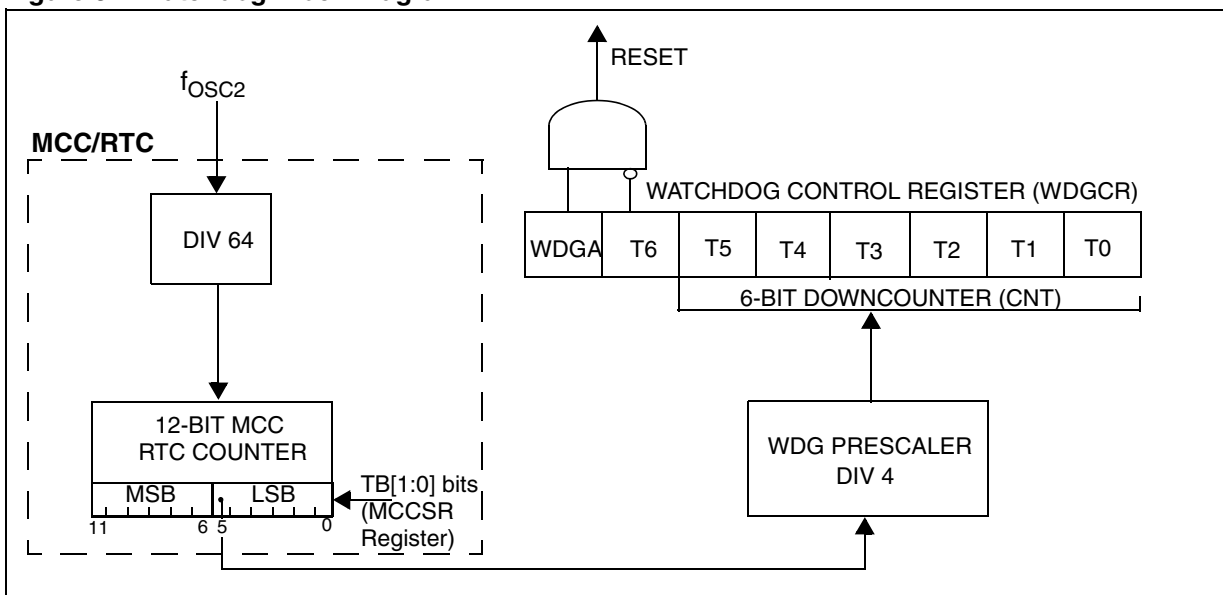 RESET
fOSC2
MCC/RTC
DIV 64
WATCHDOG CONTROL REGISTER (WDGCR)
WDGA T6 T5 T4 T3 T2 T1 T0
6-BIT DOWNCOUNTER (CNT)
12-BIT MCC
RTC COUNTER
MSB LSB
11 6 5 0
TB[1:0] bits
(MCCSR
Register)
WDG PRESCALER
DIV 4